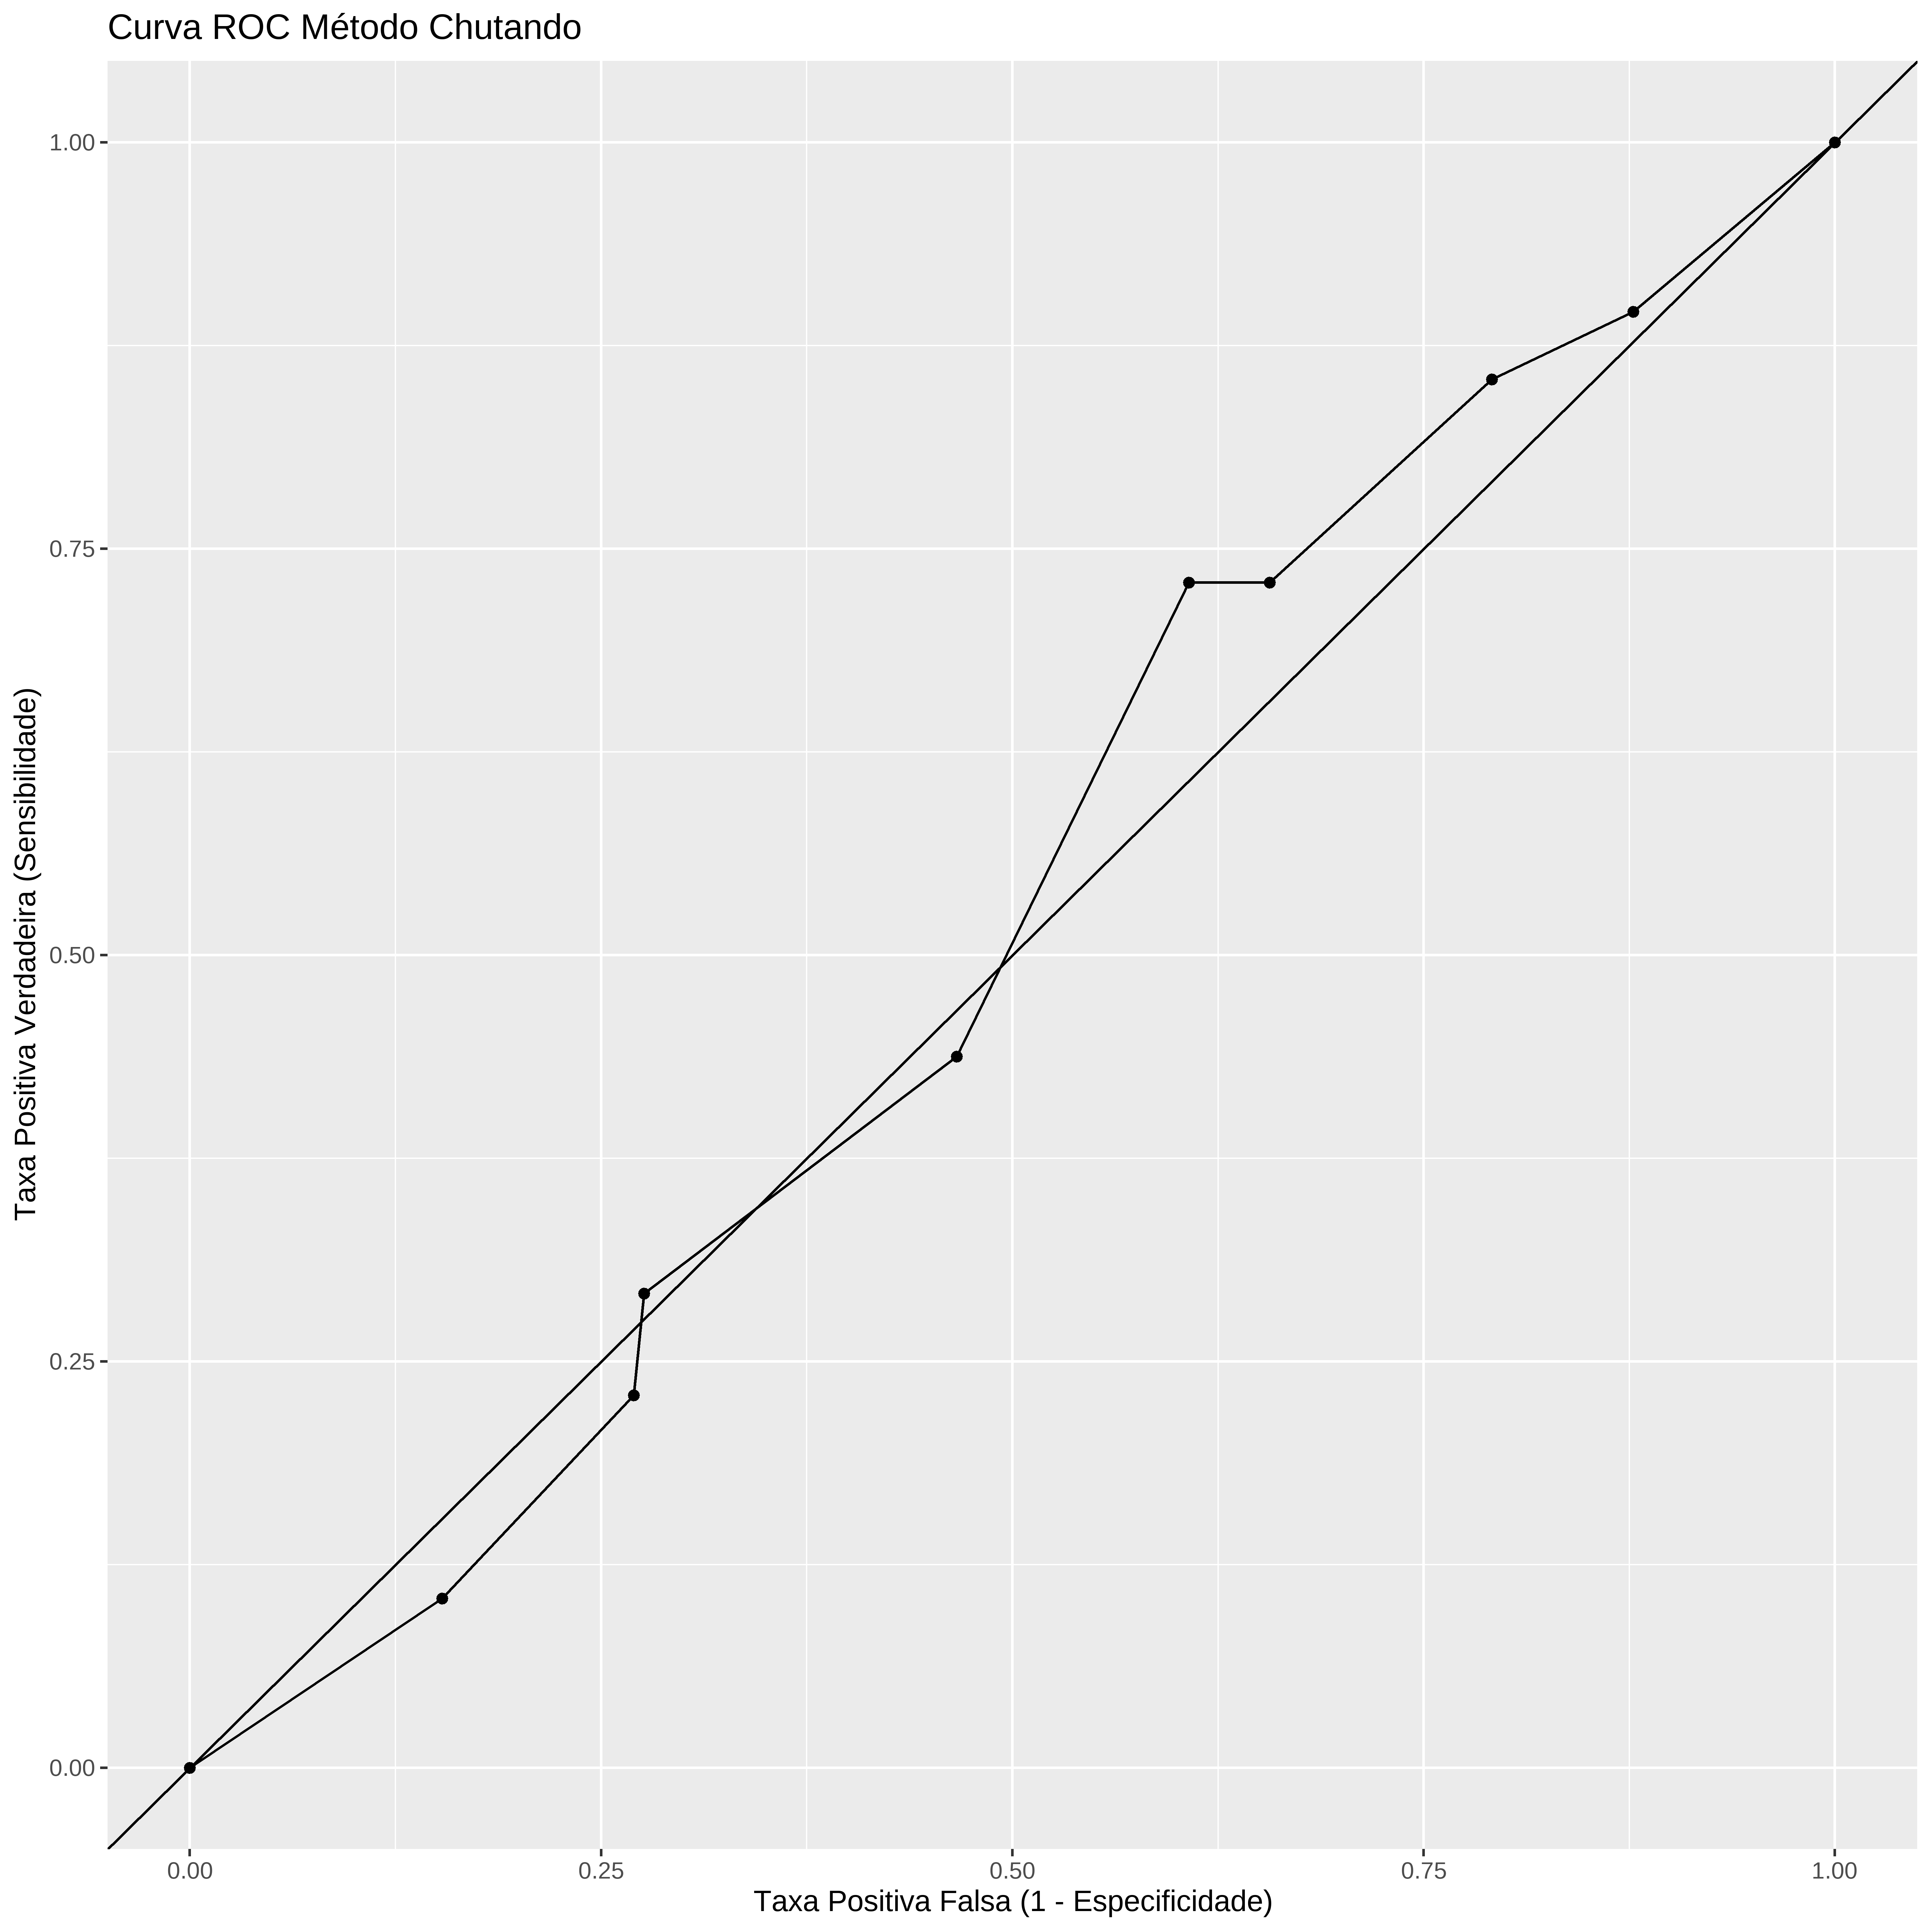 Curva ROC Método Chutando
Taxa Positiva Verdadeira (Sensibilidade)
1.00
0.75
0.50
0.25
0.00
0.00 0.25 0.50 0.75 1.00
Taxa Positiva Falsa (1 - Especificidade)